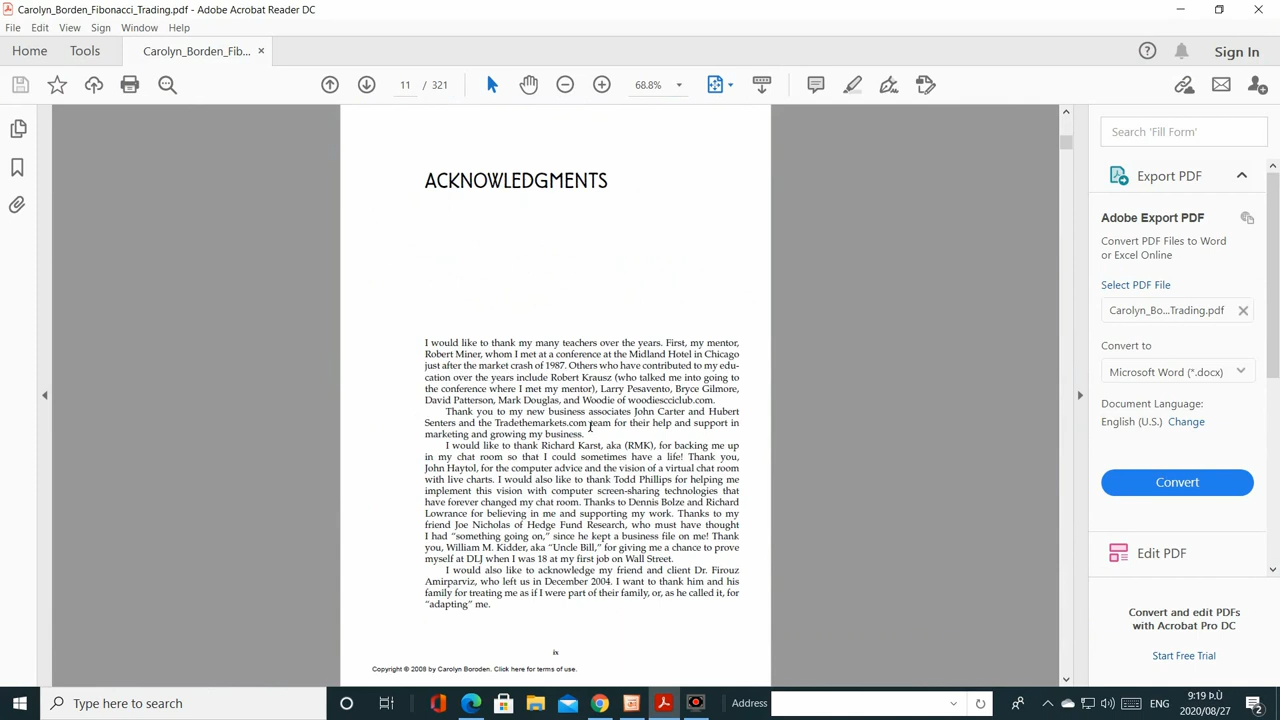 Carolyn_Borden_Fibonacci_Trading.pdf - Adobe Acrobat Reader DC
File Edit View Sign Window Help
Home Tools Carolyn_Borden_Fib... × Sign In
11 / 321 68.8%
ACKNOWLEDGMENTS
I would like to thank my many teachers over the years. First, my mentor,
Robert Miner, whom I met at a conference at the Midland Hotel in Chicago
just after the market crash of 1987. Others who have contributed to my edu-
cation over the years include Robert Krausz (who talked me into going to
the conference where I met my mentor), Larry Pesavento, Bryce Gilmore,
David Patterson, Mark Douglas, and Woodie of woodiescciclub.com.
Thank you to my new business associates John Carter and Hubert
Senters and the Tradethemarkets.com team for their help and support in
marketing and growing my business.
I would like to thank Richard Karst, aka (RMK), for backing me up
in my chat room so that I could sometimes have a life! Thank you,
John Haytol, for the computer advice and the vision of a virtual chat room
with live charts. I would also like to thank Todd Phillips for helping me
implement this vision with computer screen-sharing technologies that
have forever changed my chat room. Thanks to Dennis Bolze and Richard
Lowrance for believing in me and supporting my work. Thanks to my
friend Joe Nicholas of Hedge Fund Research, who must have thought
I had “something going on,” since he kept a business file on me! Thank
you, William M. Kidder, aka “Uncle Bill,” for giving me a chance to prove
myself at DLJ when I was 18 at my first job on Wall Street.
I would also like to acknowledge my friend and client Dr. Firouz
Amirparviz, who left us in December 2004. I want to thank him and his
family for treating me as if I were part of their family, or, as he called it, for
“adapting” me.
ix
Copyright © 2008 by Carolyn Boroden. Click here for terms of use.
Search 'Fill Form'
Export PDF
Adobe Export PDF
Convert PDF Files to Word
or Excel Online
Select PDF File
Carolyn_Bo...Trading.pdf
Convert to
Microsoft Word (*.docx)
Document Language:
English (U.S.) Change
Convert
Edit PDF
Convert and edit PDFs
with Acrobat Pro DC
Start Free Trial
Type here to search
Address
ENG
9:19 Þ.Ù
2020/08/27
2